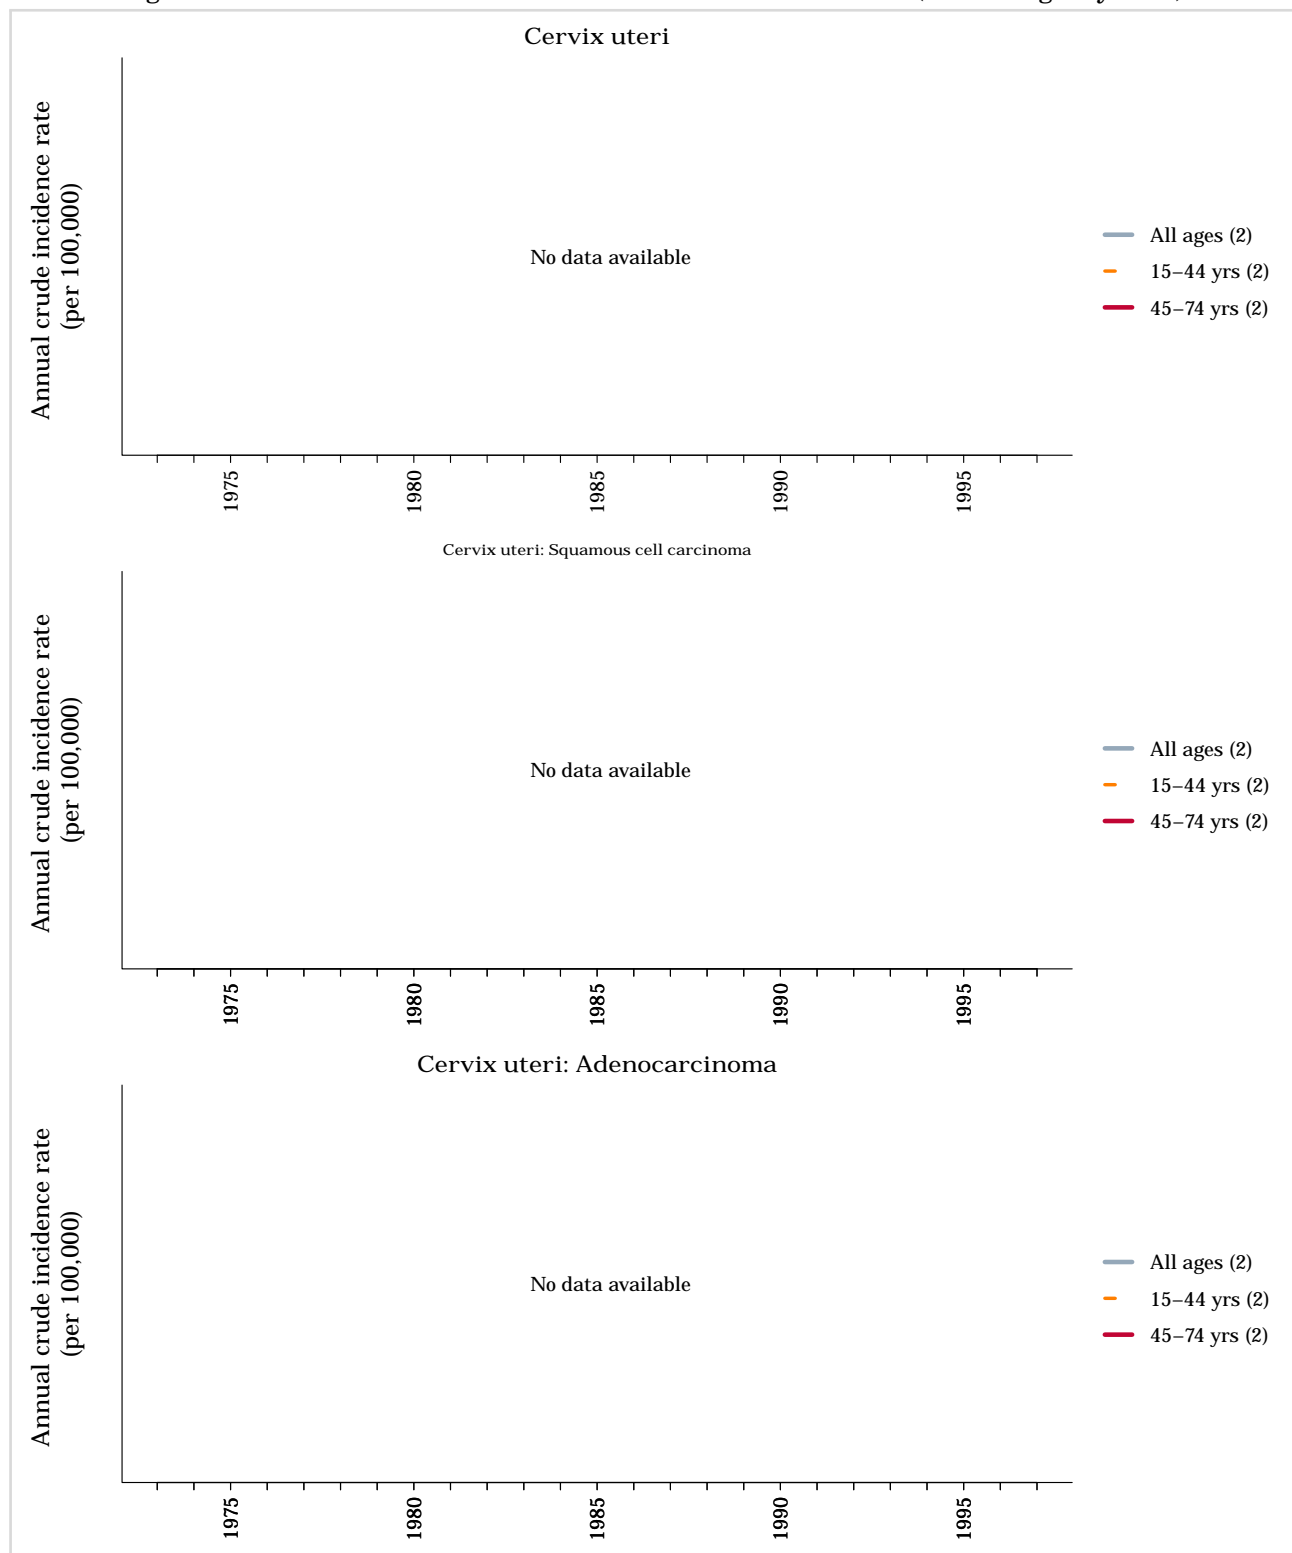 Cervix uteri
Annual crude incidence rate
(per 100,000)
No data available
All ages (2)
15–44 yrs (2)
45–74 yrs (2)
1975
1980
1985
1990
1995
Cervix uteri: Squamous cell carcinoma
Annual crude incidence rate
(per 100,000)
No data available
All ages (2)
15–44 yrs (2)
45–74 yrs (2)
1975
1980
1985
1990
1995
Cervix uteri: Adenocarcinoma
Annual crude incidence rate
(per 100,000)
No data available
All ages (2)
15–44 yrs (2)
45–74 yrs (2)
1975
1980
1985
1990
1995